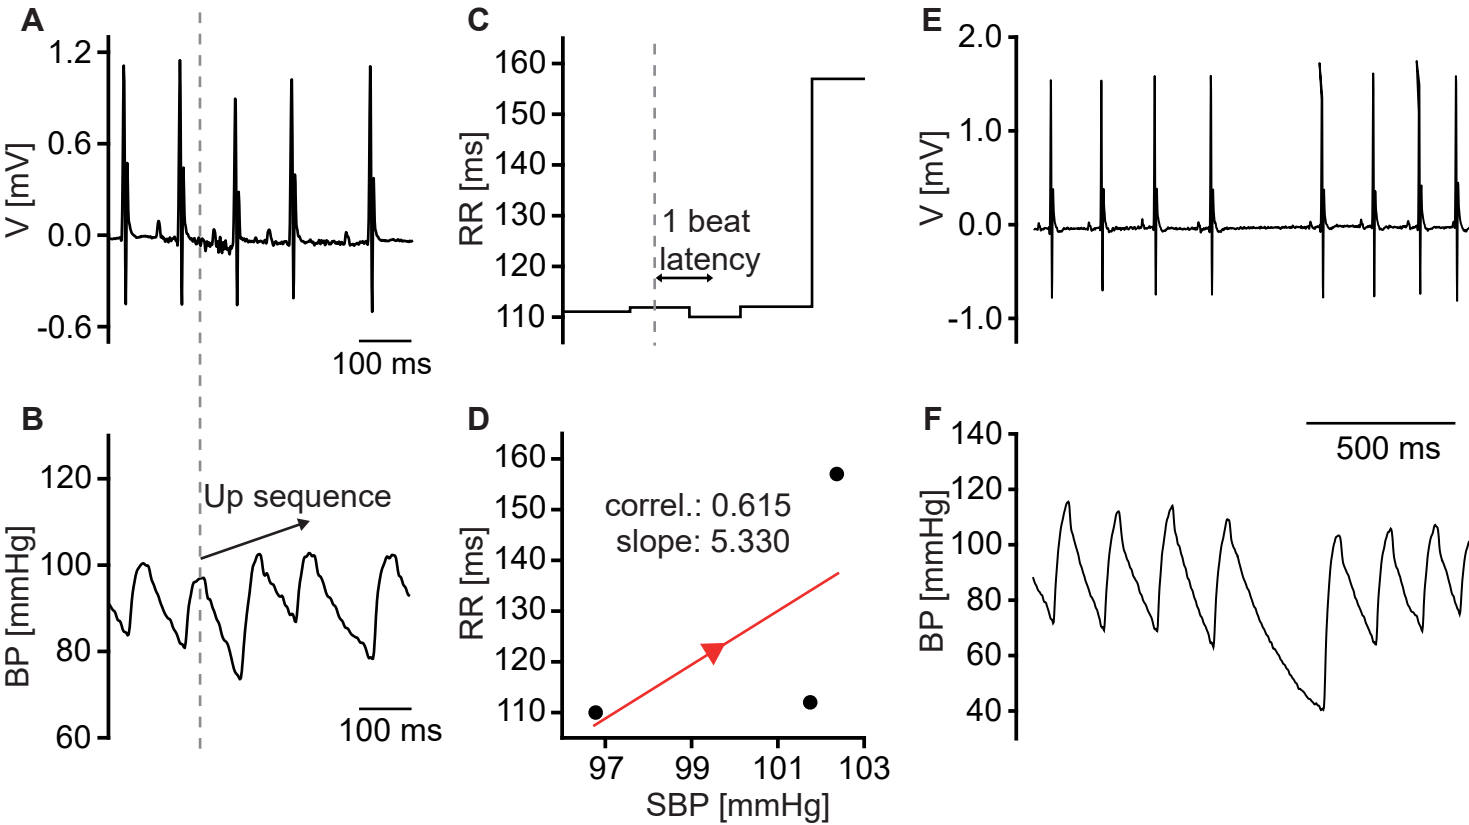 A
1.2
0.6
0.0
-0.6
V [mV]
100 ms
B
120
100
80
60
BP [mmHg]
Up sequence
100 ms
C
160
150
140
130
120
110
RR [ms]
1 beat
latency
D
160
150
140
130
120
110
RR [ms]
correl.: 0.615
slope: 5.330
97
99
101
103
SBP [mmHg]
E
2.0
1.0
0.0
-1.0
V [mV]
F
500 ms
140
120
100
80
60
40
BP [mmHg]